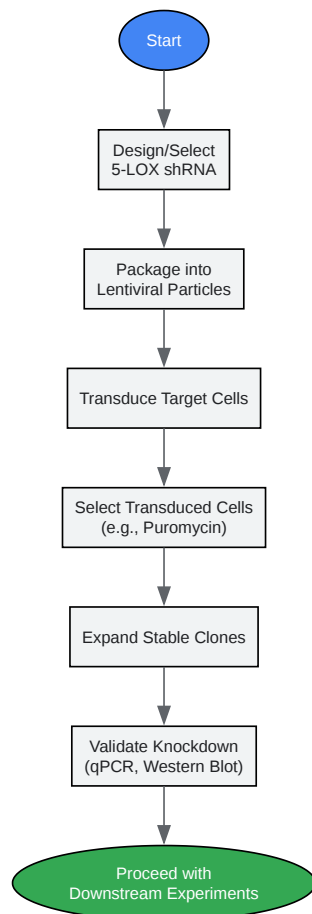 Start
Design/Select
5-LOX shRNA
Package into
Lentiviral Particles
Transduce Target Cells
Select Transduced Cells
(e.g., Puromycin)
Expand Stable Clones
Validate Knockdown
(qPCR, Western Blot)
Proceed with
Downstream Experiments